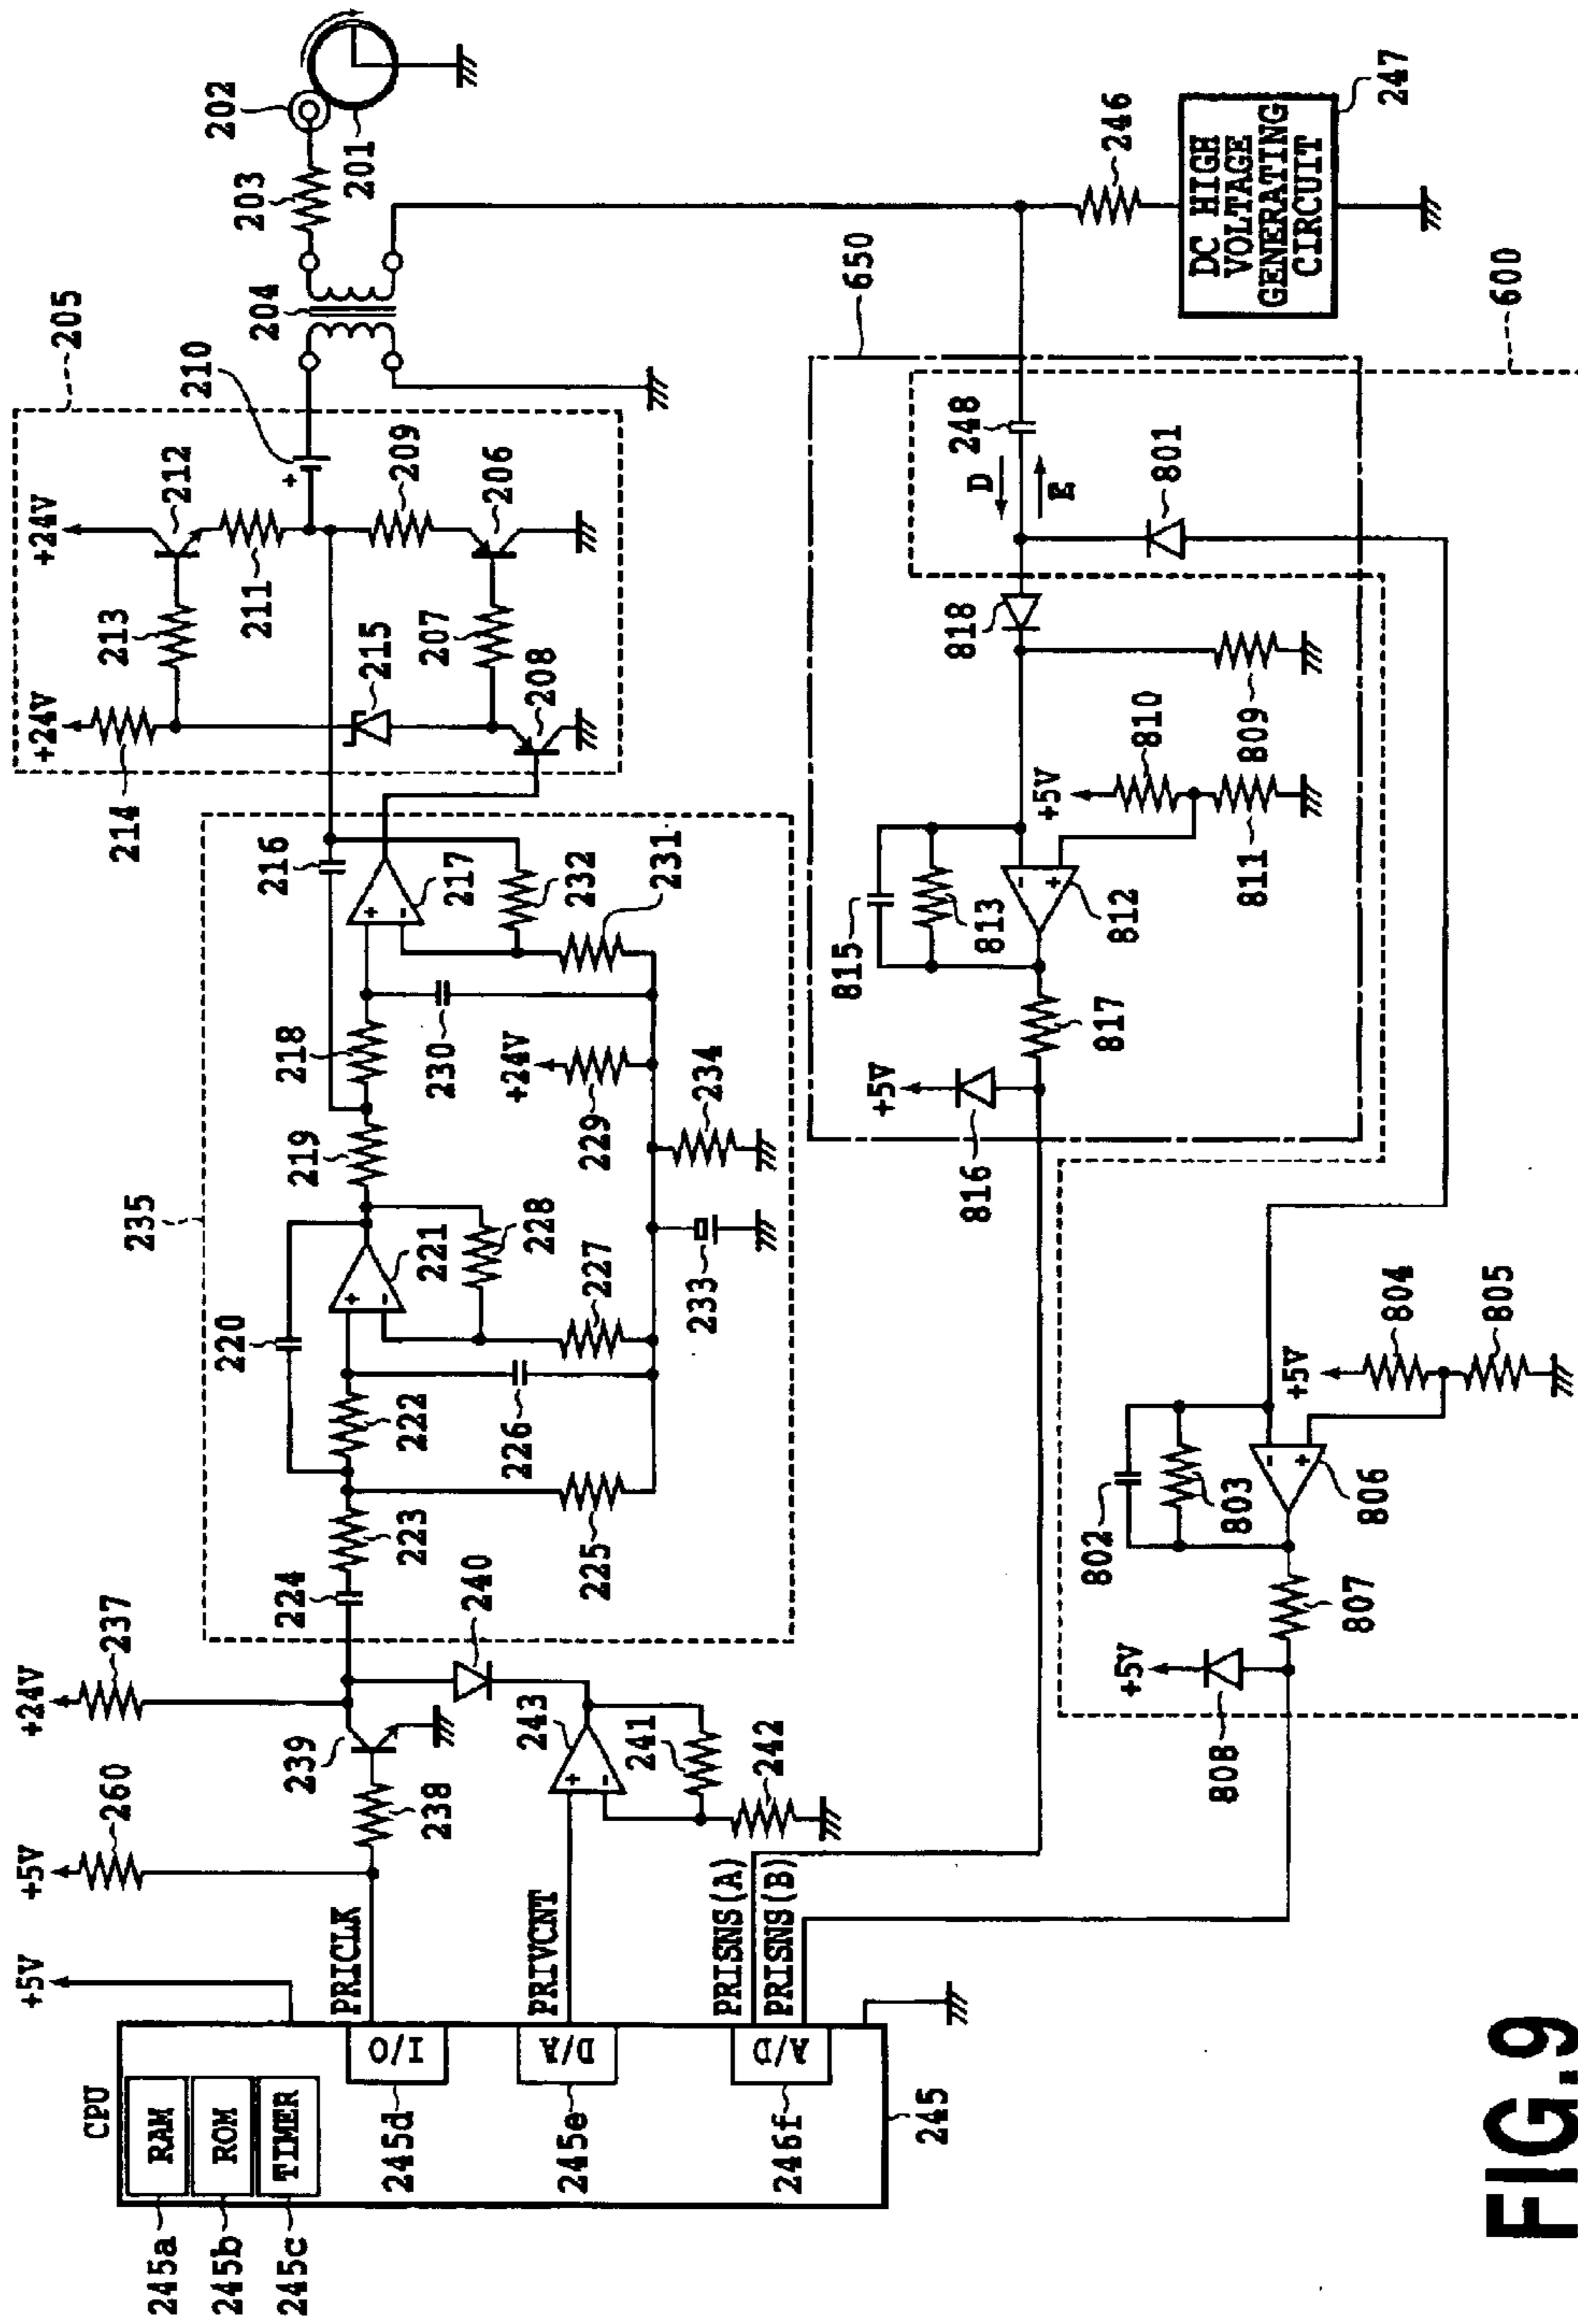 CPU
RAM
ROM
TIMER
245a
245b
245c
I/O
245d
D/A
245e
A/D
246f
245
+5V
+5V
260
+24V
237
PRICLK
238
239
PRIVCNT
243
240
241
242
PRISNS(A)
PRISNS(B)
235
224
223
225
222
226
220
+
-
221
228
227
233
219
218
230
+24V
229
234
216
+
-
217
232
231
205
+24V
214
213
215
207
208
+24V
212
211
209
206
+
210
204
203
202
201
650
+5V
816
817
815
813
-
+
812
+5V
810
811
809
818
D
E
248
801
246
DC HIGH
VOLTAGE
GENERATING
CIRCUIT
247
600
+5V
808
807
802
803
-
+
806
+5V
804
805
FIG.9